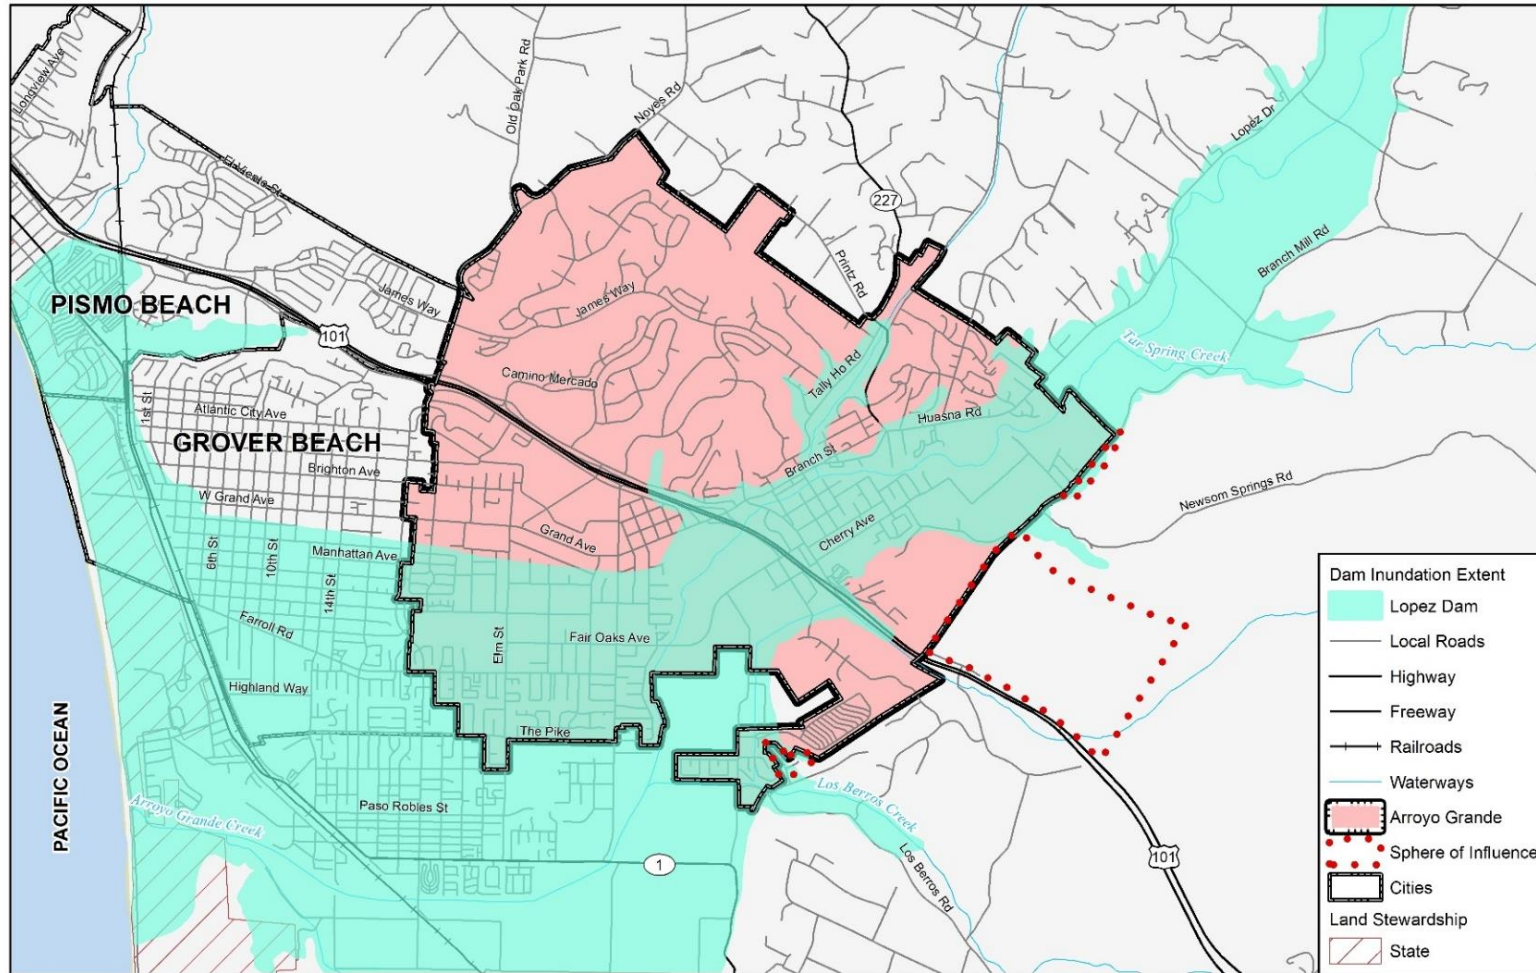 Longview Ave
Old Oak Park Rd
Noyes Rd
Lopez Dr
227
Branch Mill Rd
Printz Rd
PISMO BEACH
James Way
James Way
101
Tar Spring Creek
Camino Mercado
Tally Ho Rd
1st St
Atlantic City Ave
Huasna Rd
GROVER BEACH
Branch St
Brighton Ave
W Grand Ave
Newsom Springs Rd
Grand Ave
Cherry Ave
6th St
10th St
Manhattan Ave
14th St
Farroll Rd
Elm St
Fair Oaks Ave
Highland Way
The Pike
PACIFIC OCEAN
Arroyo Grande Creek
Paso Robles St
Los Berros Creek
Los Berros Rd
1
101
Dam Inundation Extent
Lopez Dam
Local Roads
Highway
Freeway
Railroads
Waterways
Arroyo Grande
Sphere of Influence
Cities
Land Stewardship
State